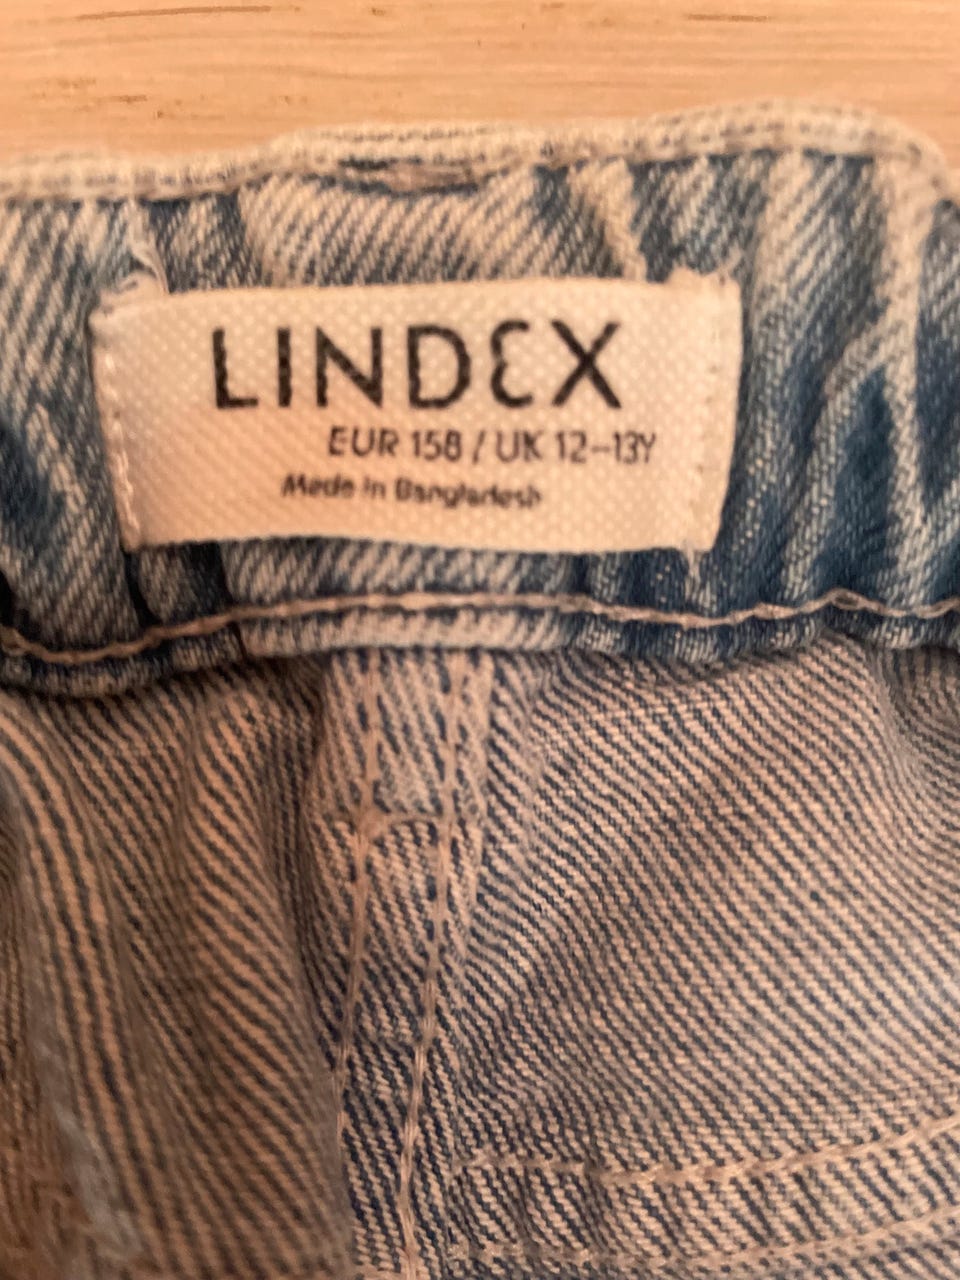 LINDEX
EUR 158 / UK 12–13Y
Made in Bangladesh